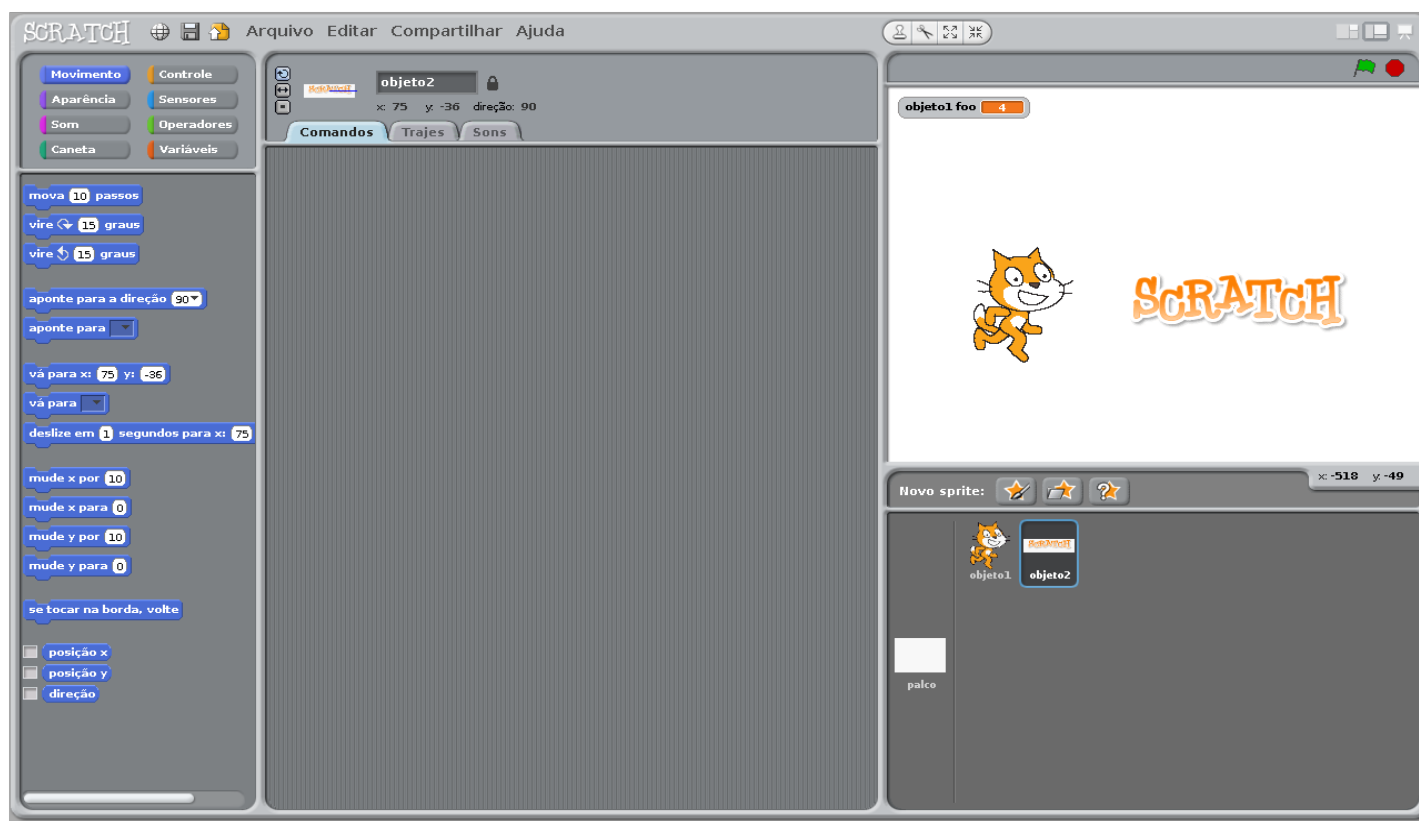 SCRATCH Arquivo Editar Compartilhar Ajuda
Movimento Controle
Aparência Sensores
Som Operadores
Caneta Variáveis
mova 10 passos
vire 15 graus
vire 15 graus
aponte para a direção 90
aponte para
vá para x: 75 y: -36
vá para
deslize em 1 segundos para x: 75
mude x por 10
mude x para 0
mude y por 10
mude y para 0
se tocar na borda, volte
posição x
posição y
direção
SCRATCH
objeto2
x: 75 y: -36 direção: 90
Comandos Trajes Sons
objeto1 foo 4
SCRATCH
x: -518 y: -49
Novo sprite:
SCRATCH
objeto1 objeto2
palco